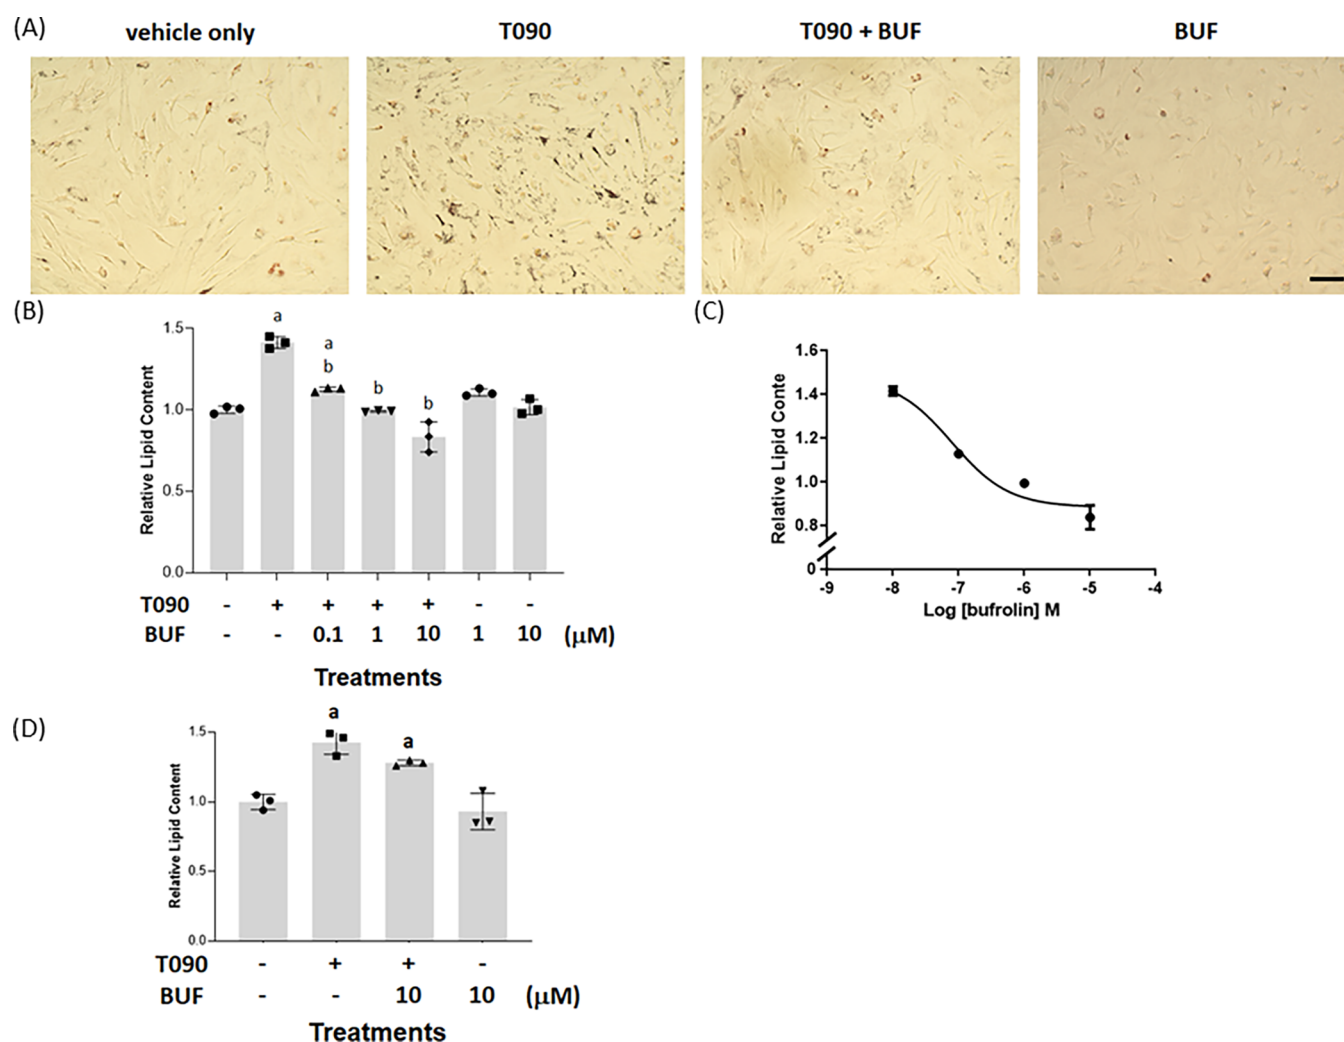 (A)
vehicle only T090 T090 + BUF BUF
(B)
1.5
1.0
0.5
0.0
Relative Lipid Content
a
a
b
b
b
T090 - + + + + - -
BUF - - 0.1 1 10 1 10 (μM)
Treatments
(C)
1.6
1.4
1.2
1.0
0.8
0
Relative Lipid Conte
-9 -8 -7 -6 -5 -4
Log [bufrolin] M
(D)
1.5
1.0
0.5
0.0
Relative Lipid Content
a
a
T090 - + + -
BUF - - 10 10 (μM)
Treatments